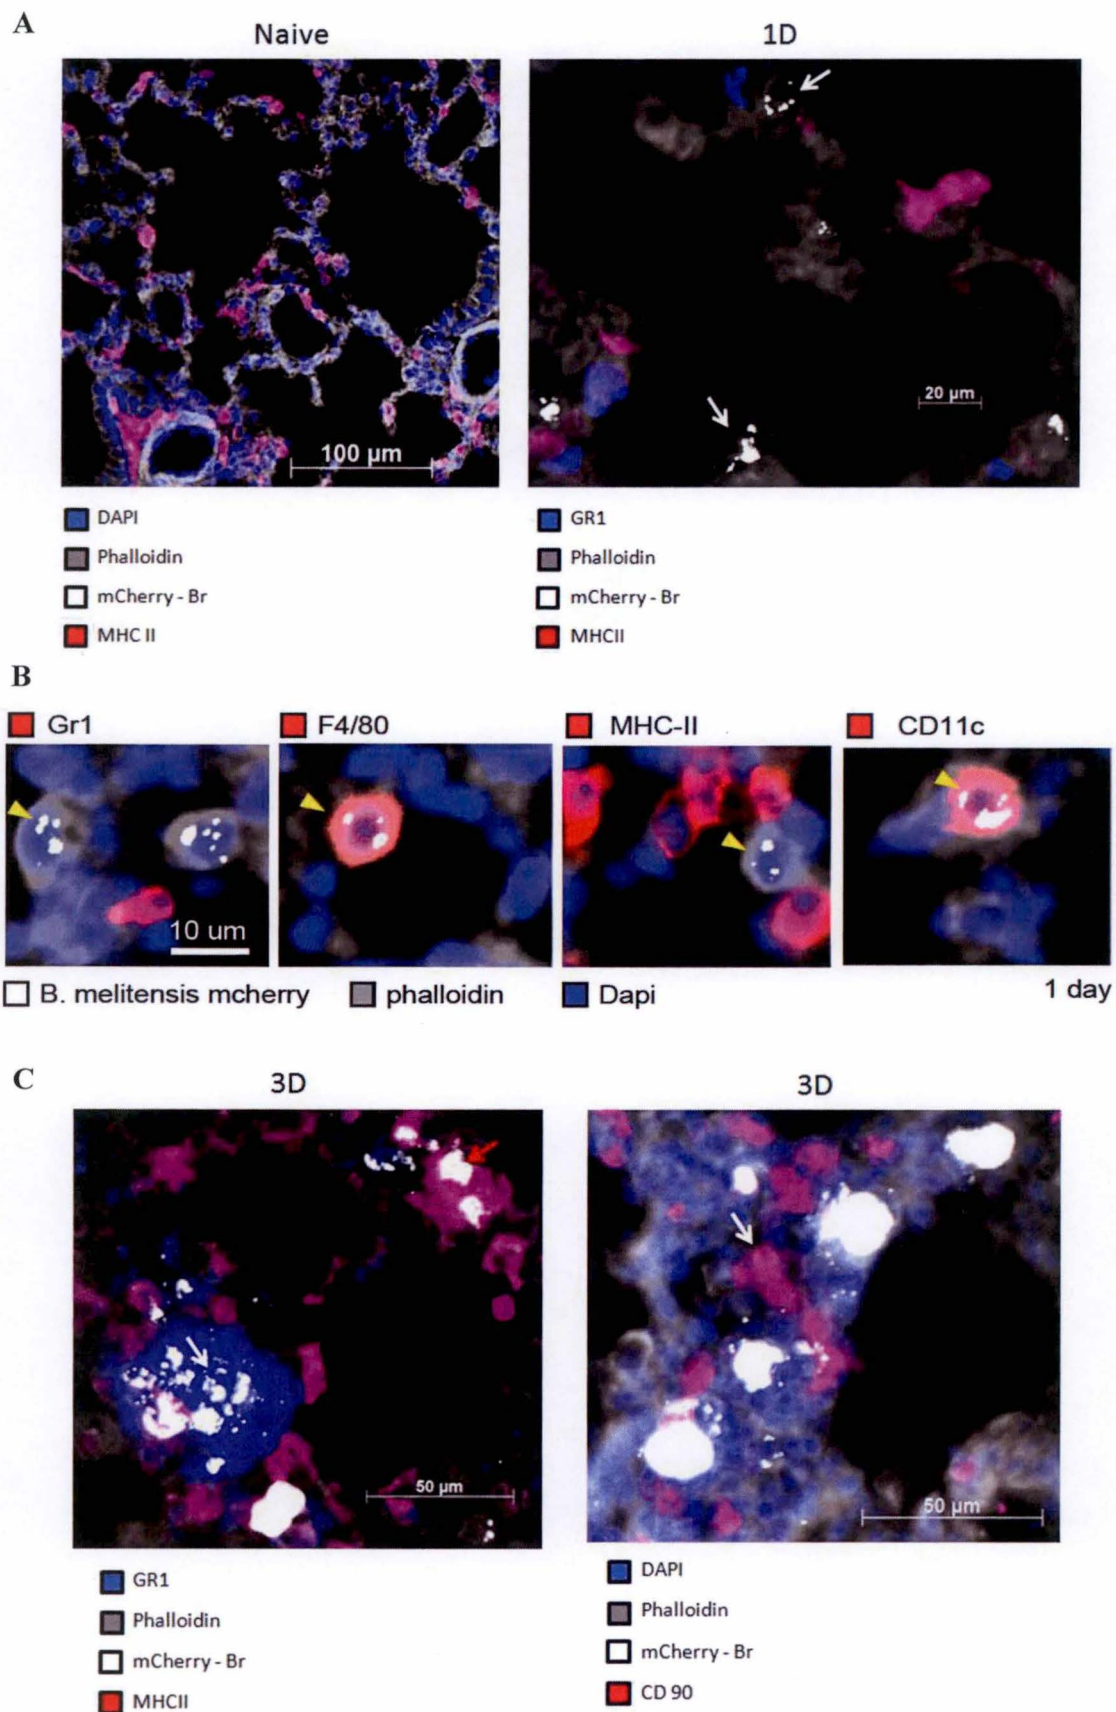 A
Naive
1D
100 μm
20 μm
DAPI
Phalloidin
mCherry - Br
MHC II
GR1
Phalloidin
mCherry - Br
MHCII
B
Gr1
F4/80
MHC-II
CD11c
10 um
B. melitensis mcherry
phalloidin
Dapi
1 day
C
3D
3D
50 μm
50 μm
GR1
Phalloidin
mCherry - Br
MHCII
DAPI
Phalloidin
mCherry - Br
CD 90